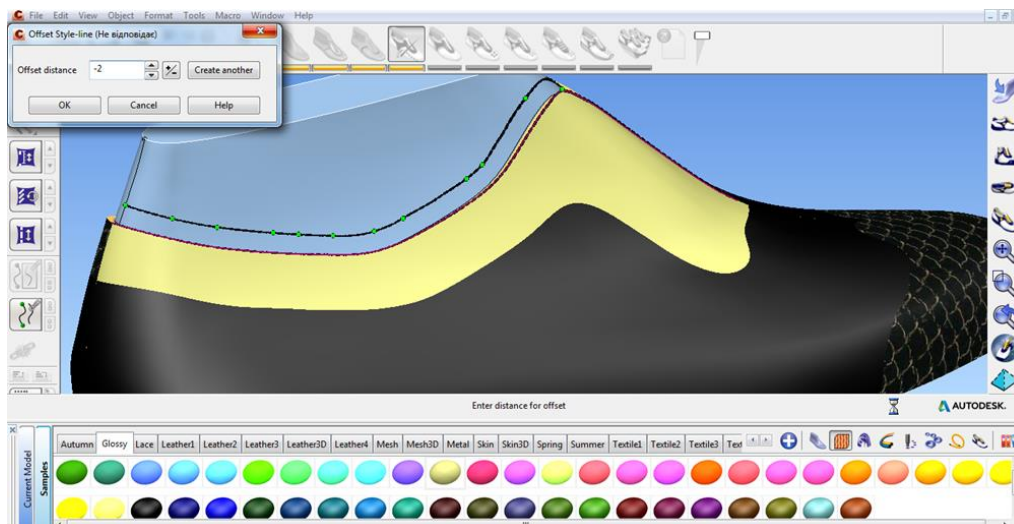 File Edit View Object Format Tools Macro Window Help
Offset Style-line (Не відповідає)
Offset distance -2 Create another
OK Cancel Help
Enter distance for offset
AUTODESK.
Autumn Glossy Lace Leather1 Leather2 Leather3 Leather3D Leather4 Mesh Mesh3D Metal Skin Skin3D Spring Summer Textile1 Textile2 Textile3 Text
Current Model
Samples